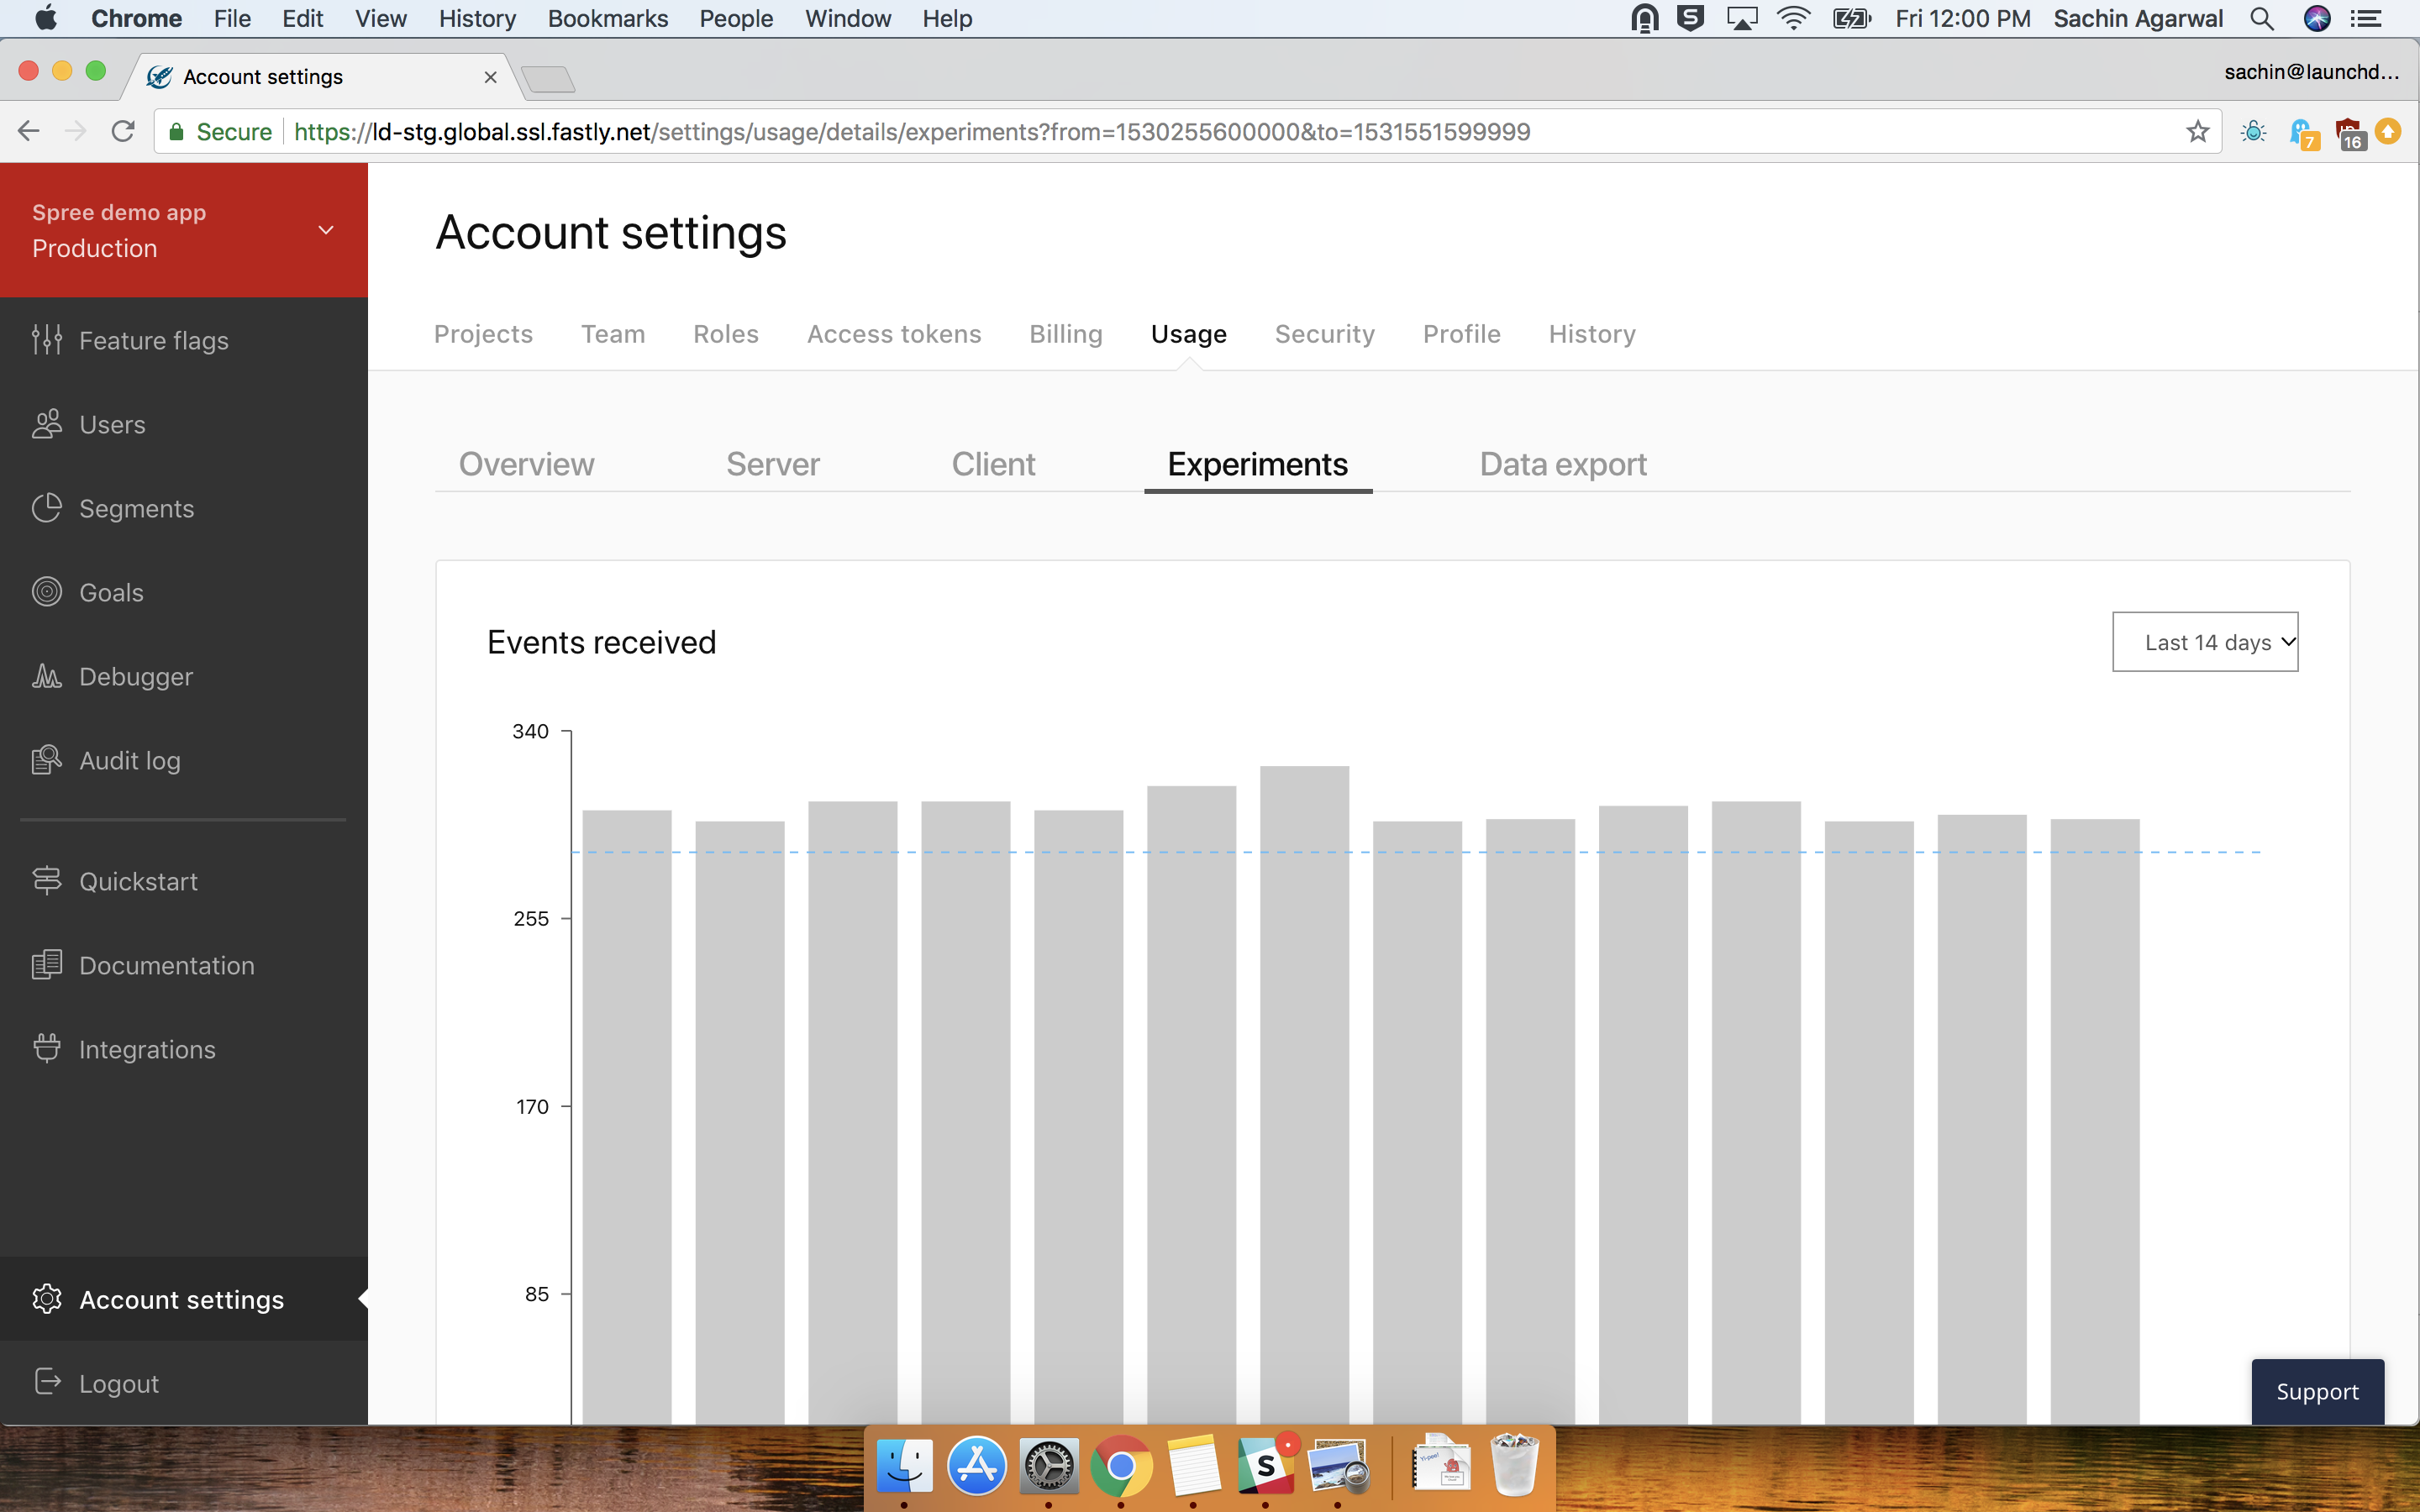 Chrome File Edit View History Bookmarks People Window Help Fri 12:00 PM Sachin Agarwal
Account settings sachin@launchd...
Secure https://ld-stg.global.ssl.fastly.net/settings/usage/details/experiments?from=1530255600000&to=1531551599999 7 16
Spree demo app
Production
Feature flags
Users
Segments
Goals
Debugger
Audit log
Quickstart
Documentation
Integrations
Account settings
Logout
Account settings
Projects Team Roles Access tokens Billing Usage Security Profile History
Overview Server Client Experiments Data export
Events received Last 14 days
340
255
170
85
Support